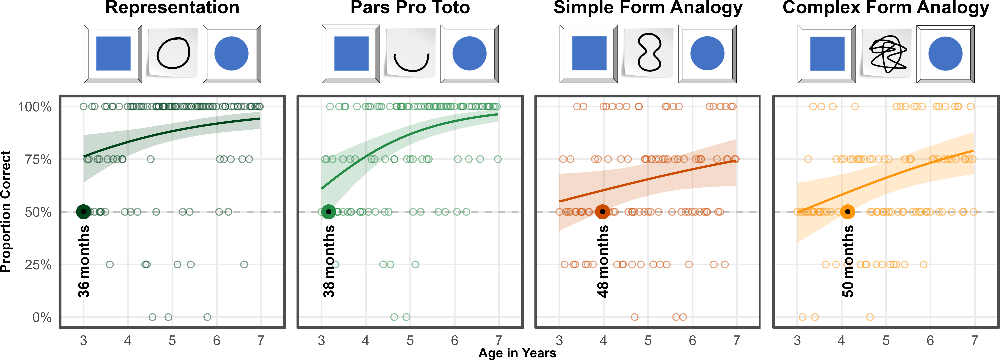 Representation
Pars Pro Toto
Simple Form Analogy
Complex Form Analogy
Proportion Correct
100%
75%
50%
25%
0%
36 months
38 months
48 months
50 months
3 4 5 6 7
3 4 5 6 7
3 4 5 6 7
3 4 5 6 7
Age in Years